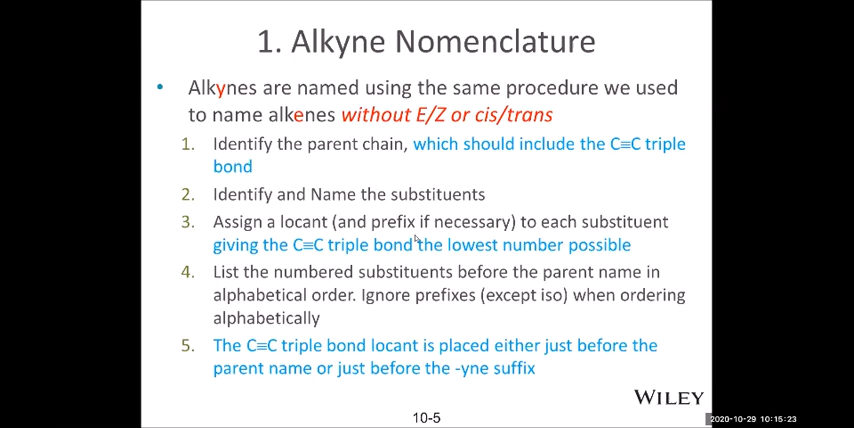 1. Alkyne Nomenclature
• Alkynes are named using the same procedure we used
to name alkenes without E/Z or cis/trans
1. Identify the parent chain, which should include the C≡C triple
bond
2. Identify and Name the substituents
3. Assign a locant (and prefix if necessary) to each substituent
giving the C≡C triple bond the lowest number possible
4. List the numbered substituents before the parent name in
alphabetical order. Ignore prefixes (except iso) when ordering
alphabetically
5. The C≡C triple bond locant is placed either just before the
parent name or just before the -yne suffix
WILEY
10-5
2020-10-29 10:15:23